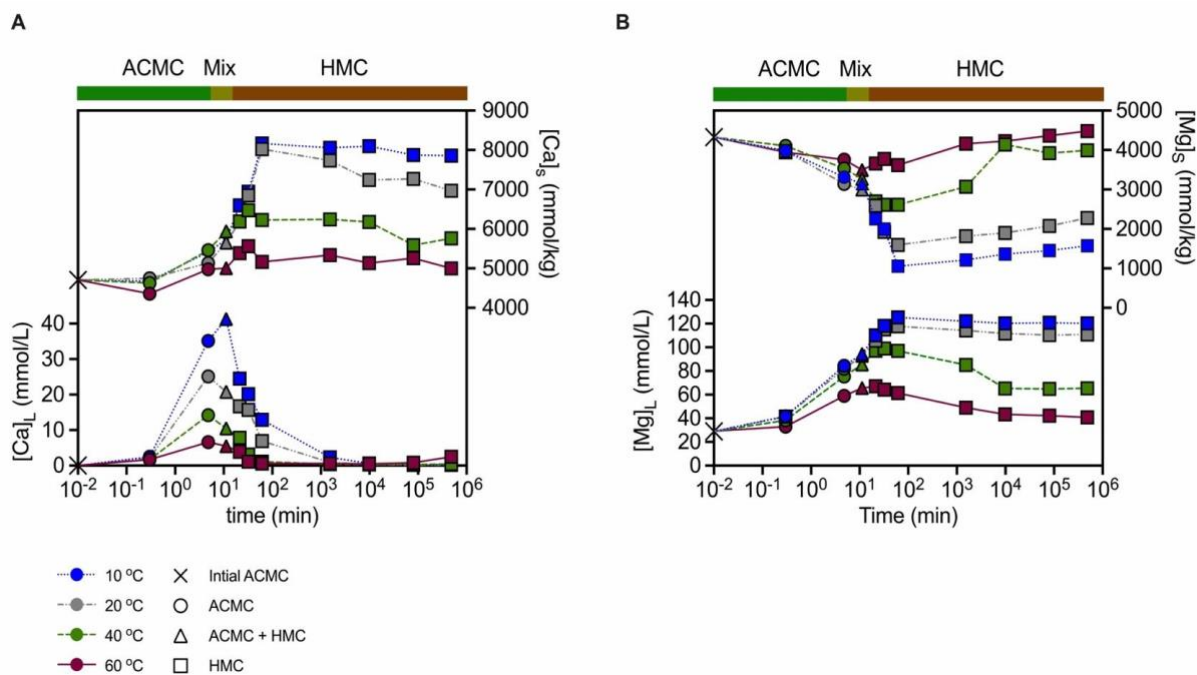 A
ACMC Mix HMC
9000
8000
7000
6000
5000
4000
[Ca]s (mmol/kg)
40
30
20
10
0
[Ca]L (mmol/L)
10-2 10-1 100 101 102 103 104 105 106
time (min)
B
ACMC Mix HMC
5000
4000
3000
2000
1000
0
[Mg]S (mmol/kg)
140
120
100
80
60
40
20
0
[Mg]L (mmol/L)
10-2 10-1 100 101 102 103 104 105 106
Time (min)
10 ºC Intial ACMC
20 ºC ACMC
40 ºC ACMC + HMC
60 ºC HMC